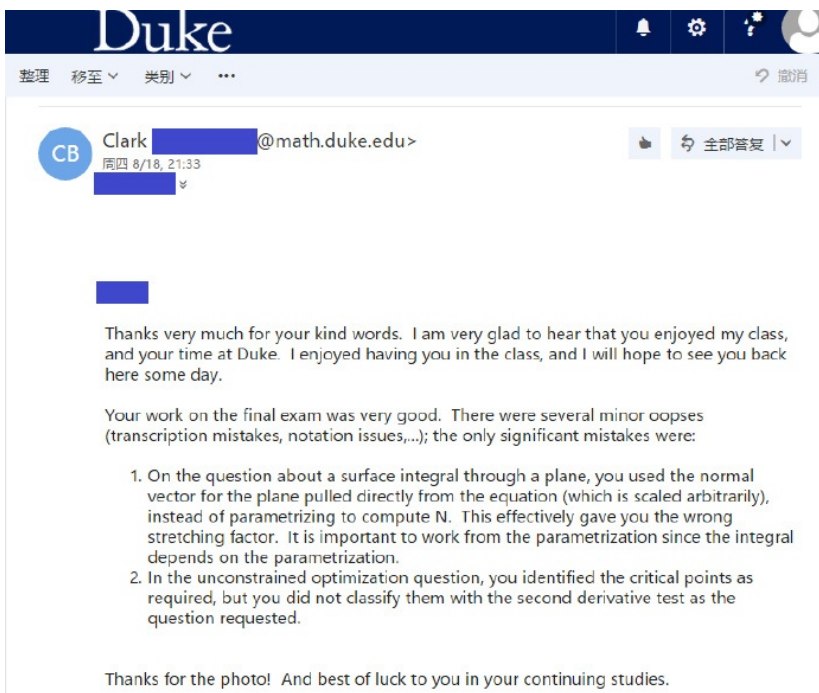 Duke
整理 移至 类别 ...
撤消
CB
Clark @math.duke.edu>
周四 8/18, 21:33
全部答复
Thanks very much for your kind words. I am very glad to hear that you enjoyed my class,
and your time at Duke. I enjoyed having you in the class, and I will hope to see you back
here some day.
Your work on the final exam was very good. There were several minor oopses
(transcription mistakes, notation issues,...); the only significant mistakes were:
1. On the question about a surface integral through a plane, you used the normal
vector for the plane pulled directly from the equation (which is scaled arbitrarily),
instead of parametrizing to compute N. This effectively gave you the wrong
stretching factor. It is important to work from the parametrization since the integral
depends on the parametrization.
2. In the unconstrained optimization question, you identified the critical points as
required, but you did not classify them with the second derivative test as the
question requested.
Thanks for the photo! And best of luck to you in your continuing studies.